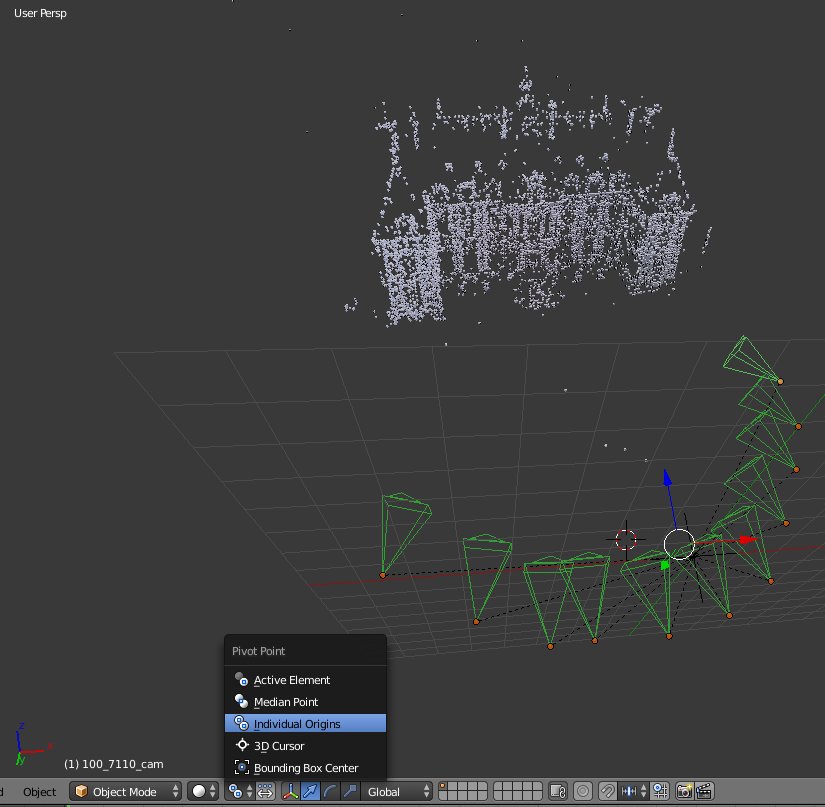 User Persp
Pivot Point
Active Element
Median Point
Individual Origins
3D Cursor
Bounding Box Center
z
x
y
(1) 100_7110_cam
Object
Object Mode
Global